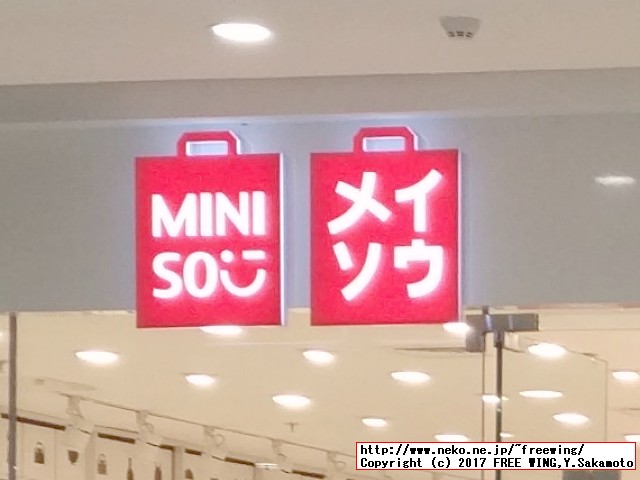 MINI
SO
メイ
ソウ
http://www.neko.ne.jp/~freewing/
Copyright (c) 2017 FREE WING,Y.Sakamoto